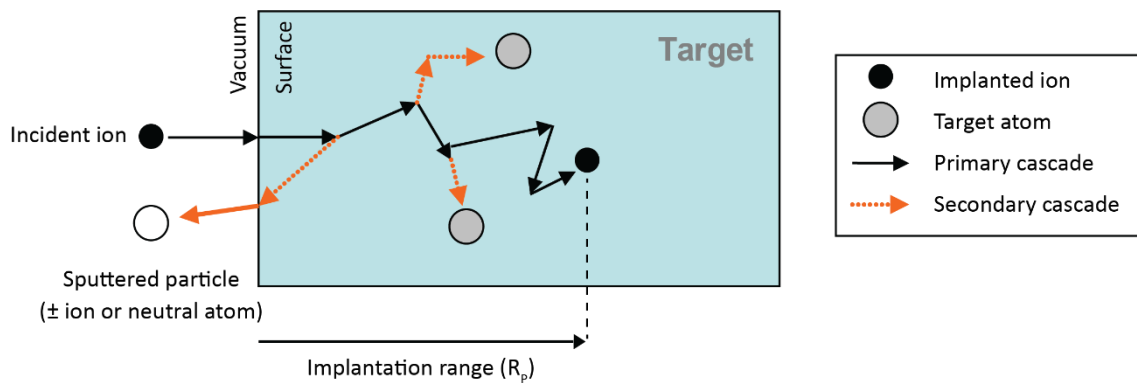 Vacuum
Surface
Target
Incident ion
Sputtered particle
(± ion or neutral atom)
Implantation range (Rₚ)
Implanted ion
Target atom
Primary cascade
Secondary cascade